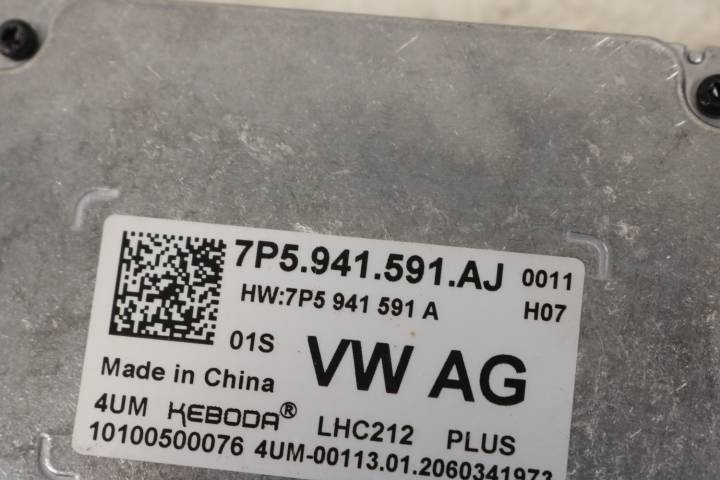 7P5.941.591.AJ 0011
HW:7P5 941 591 A H07
01S VW AG
Made in China
4UM KEBODA® LHC212 PLUS
10100500076 4UM-00113.01.2060341973